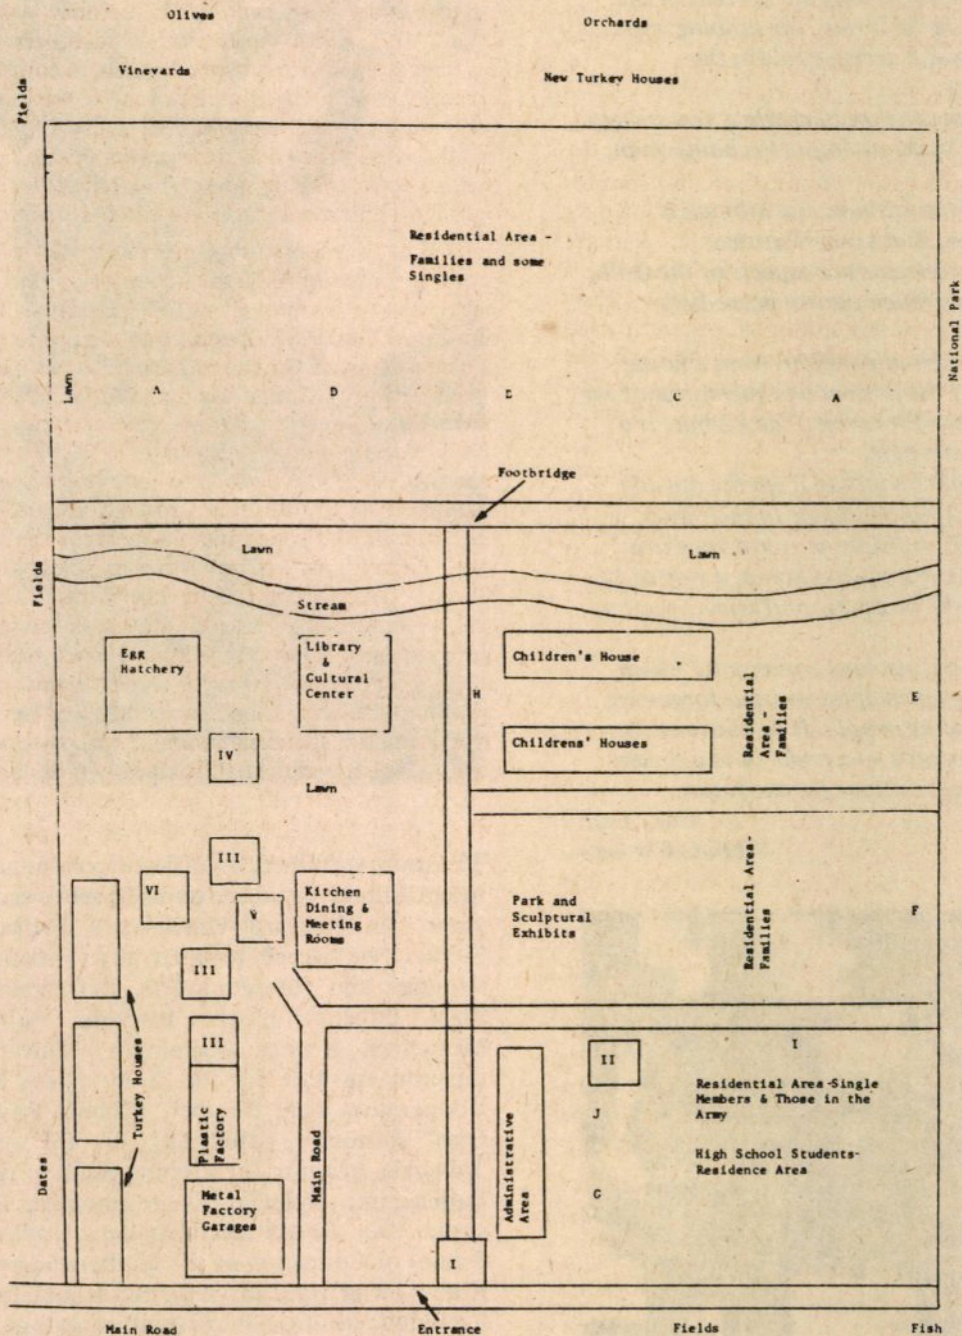 Olives
Orchards
Vineyards
New Turkey Houses
Fields
Residential Area -
Families and some
Singles
National Park
Lawn
A
D
E
C
A
Footbridge
Fields
Lawn
Lawn
Stream
Egg
Hatchery
Library
&
Cultural
Center
Children's House
H
Residential
Area -
Families
E
IV
Childrens' Houses
Lawn
III
VI
V
Kitchen
Dining &
Meeting
Rooms
Park and
Sculptural
Exhibits
Residential Area-
Families
F
III
III
Turkey Houses
Plastic
Factory
Main Road
Administrative
Area
II
I
J
Residential Area-Single
Members & Those in the
Army
High School Students-
Residence Area
G
Dates
Metal
Factory
Garages
I
Main Road
Entrance
Fields
Fish